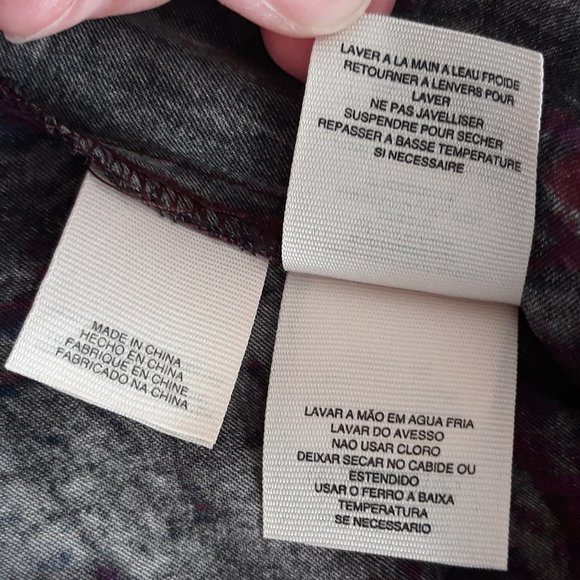 LAVER A LA MAIN A LEAU FROIDE
RETOURNER A LENVERS POUR
LAVER
NE PAS JAVELLISER
SUSPENDRE POUR SECHER
REPASSER A BASSE TEMPERATURE
SI NECESSAIRE
MADE IN CHINA
HECHO EN CHINA
FABRIQUE EN CHINE
FABRICADO NA CHINA
LAVAR A MÃO EM AGUA FRIA
LAVAR DO AVESSO
NAO USAR CLORO
DEIXAR SECAR NO CABIDE OU
ESTENDIDO
USAR O FERRO A BAIXA
TEMPERATURA
SE NECESSARIO